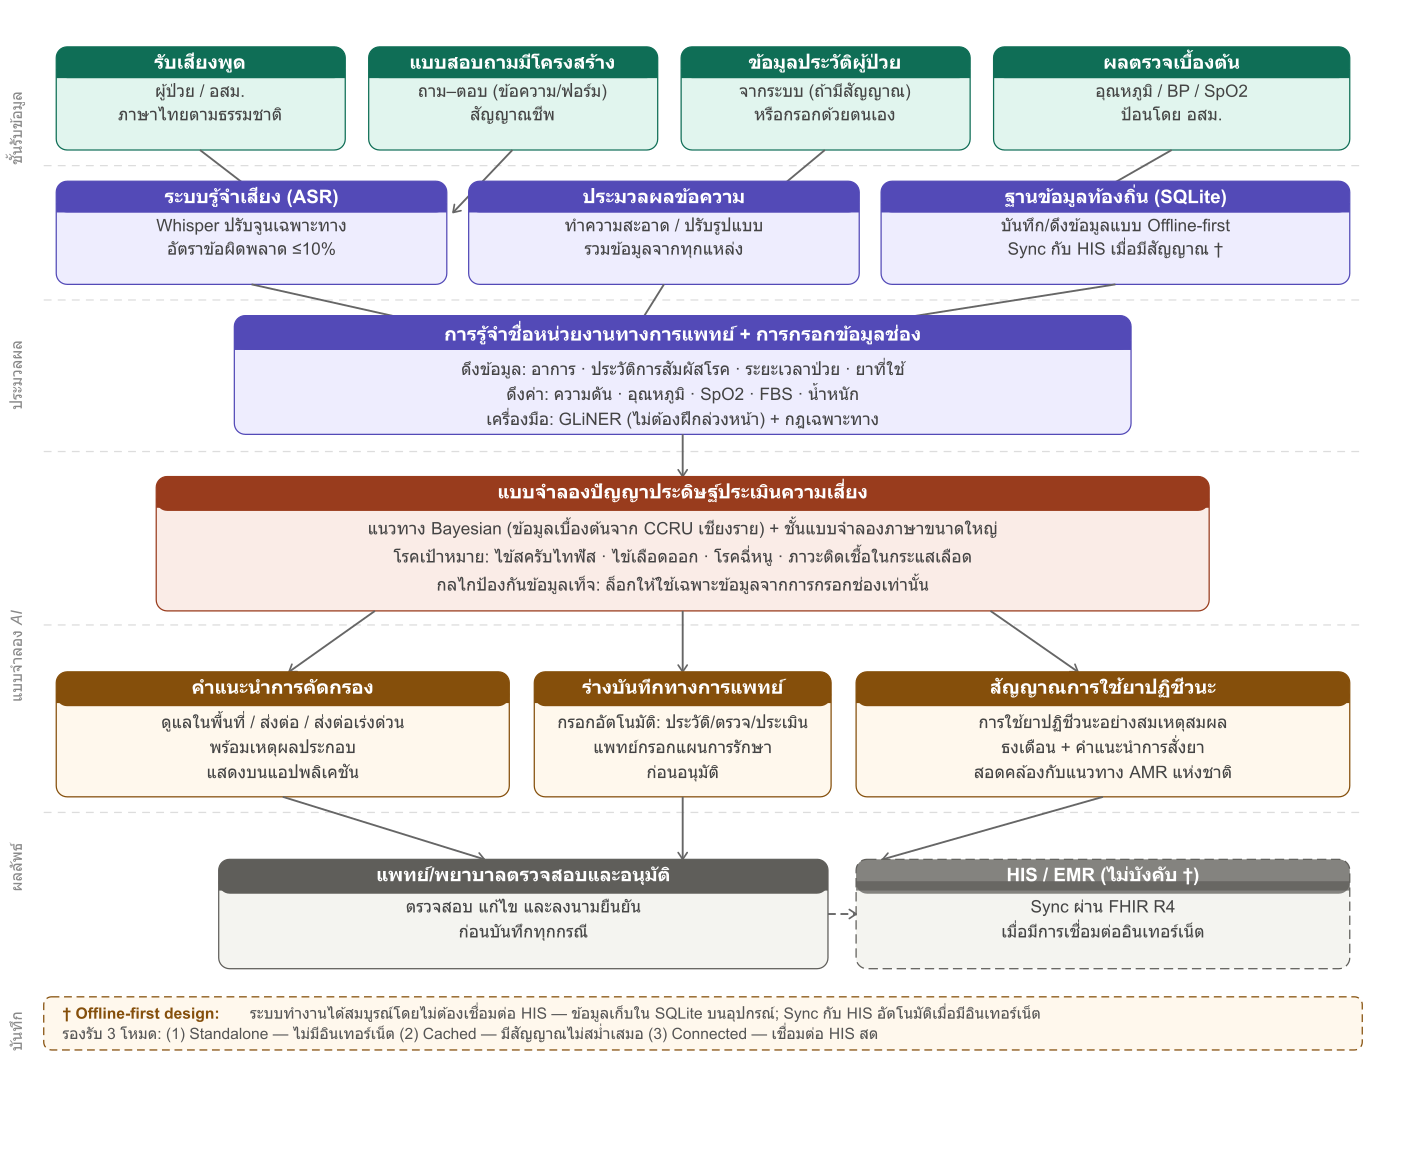 ชั้นรับข้อมูล
รับเสียงพูด
ผู้ป่วย / อสม.
ภาษาไทยตามธรรมชาติ
แบบสอบถามมีโครงสร้าง
ถาม–ตอบ (ข้อความ/ฟอร์ม)
สัญญาณชีพ
ข้อมูลประวัติผู้ป่วย
จากระบบ (ถ้ามีสัญญาณ)
หรือกรอกด้วยตนเอง
ผลตรวจเบื้องต้น
อุณหภูมิ / BP / SpO2
ป้อนโดย อสม.
ประมวลผล
ระบบรู้จำเสียง (ASR)
Whisper ปรับจูนเฉพาะทาง
อัตราข้อผิดพลาด ≤10%
ประมวลผลข้อความ
ทำความสะอาด / ปรับรูปแบบ
รวมข้อมูลจากทุกแหล่ง
ฐานข้อมูลท้องถิ่น (SQLite)
บันทึก/ดึงข้อมูลแบบ Offline-first
Sync กับ HIS เมื่อมีสัญญาณ †
การรู้จำชื่อหน่วยงานทางการแพทย์ + การกรอกข้อมูลช่อง
ดึงข้อมูล: อาการ · ประวัติการสัมผัสโรค · ระยะเวลาป่วย · ยาที่ใช้
ดึงค่า: ความดัน · อุณหภูมิ · SpO2 · FBS · น้ำหนัก
เครื่องมือ: GLiNER (ไม่ต้องฝึกล่วงหน้า) + กฎเฉพาะทาง
แบบจำลอง AI
แบบจำลองปัญญาประดิษฐ์ประเมินความเสี่ยง
แนวทาง Bayesian (ข้อมูลเบื้องต้นจาก CCRU เชียงราย) + ชั้นแบบจำลองภาษาขนาดใหญ่
โรคเป้าหมาย: ไข้สครับไทฟัส · ไข้เลือดออก · โรคฉี่หนู · ภาวะติดเชื้อในกระแสเลือด
กลไกป้องกันข้อมูลเท็จ: ล็อกให้ใช้เฉพาะข้อมูลจากการกรอกช่องเท่านั้น
คำแนะนำการคัดกรอง
ดูแลในพื้นที่ / ส่งต่อ / ส่งต่อเร่งด่วน
พร้อมเหตุผลประกอบ
แสดงบนแอปพลิเคชัน
ร่างบันทึกทางการแพทย์
กรอกอัตโนมัติ: ประวัติ/ตรวจ/ประเมิน
แพทย์กรอกแผนการรักษา
ก่อนอนุมัติ
สัญญาณการใช้ยาปฏิชีวนะ
การใช้ยาปฏิชีวนะอย่างสมเหตุสมผล
ธงเตือน + คำแนะนำการสั่งยา
สอดคล้องกับแนวทาง AMR แห่งชาติ
ผลลัพธ์
แพทย์/พยาบาลตรวจสอบและอนุมัติ
ตรวจสอบ แก้ไข และลงนามยืนยัน
ก่อนบันทึกทุกกรณี
HIS / EMR (ไม่บังคับ †)
Sync ผ่าน FHIR R4
เมื่อมีการเชื่อมต่ออินเทอร์เน็ต
บันทึก
† Offline-first design: ระบบทำงานได้สมบูรณ์โดยไม่ต้องเชื่อมต่อ HIS — ข้อมูลเก็บใน SQLite บนอุปกรณ์; Sync กับ HIS อัตโนมัติเมื่อมีอินเทอร์เน็ต
รองรับ 3 โหมด: (1) Standalone — ไม่มีอินเทอร์เน็ต (2) Cached — มีสัญญาณไม่สม่ำเสมอ (3) Connected — เชื่อมต่อ HIS สด